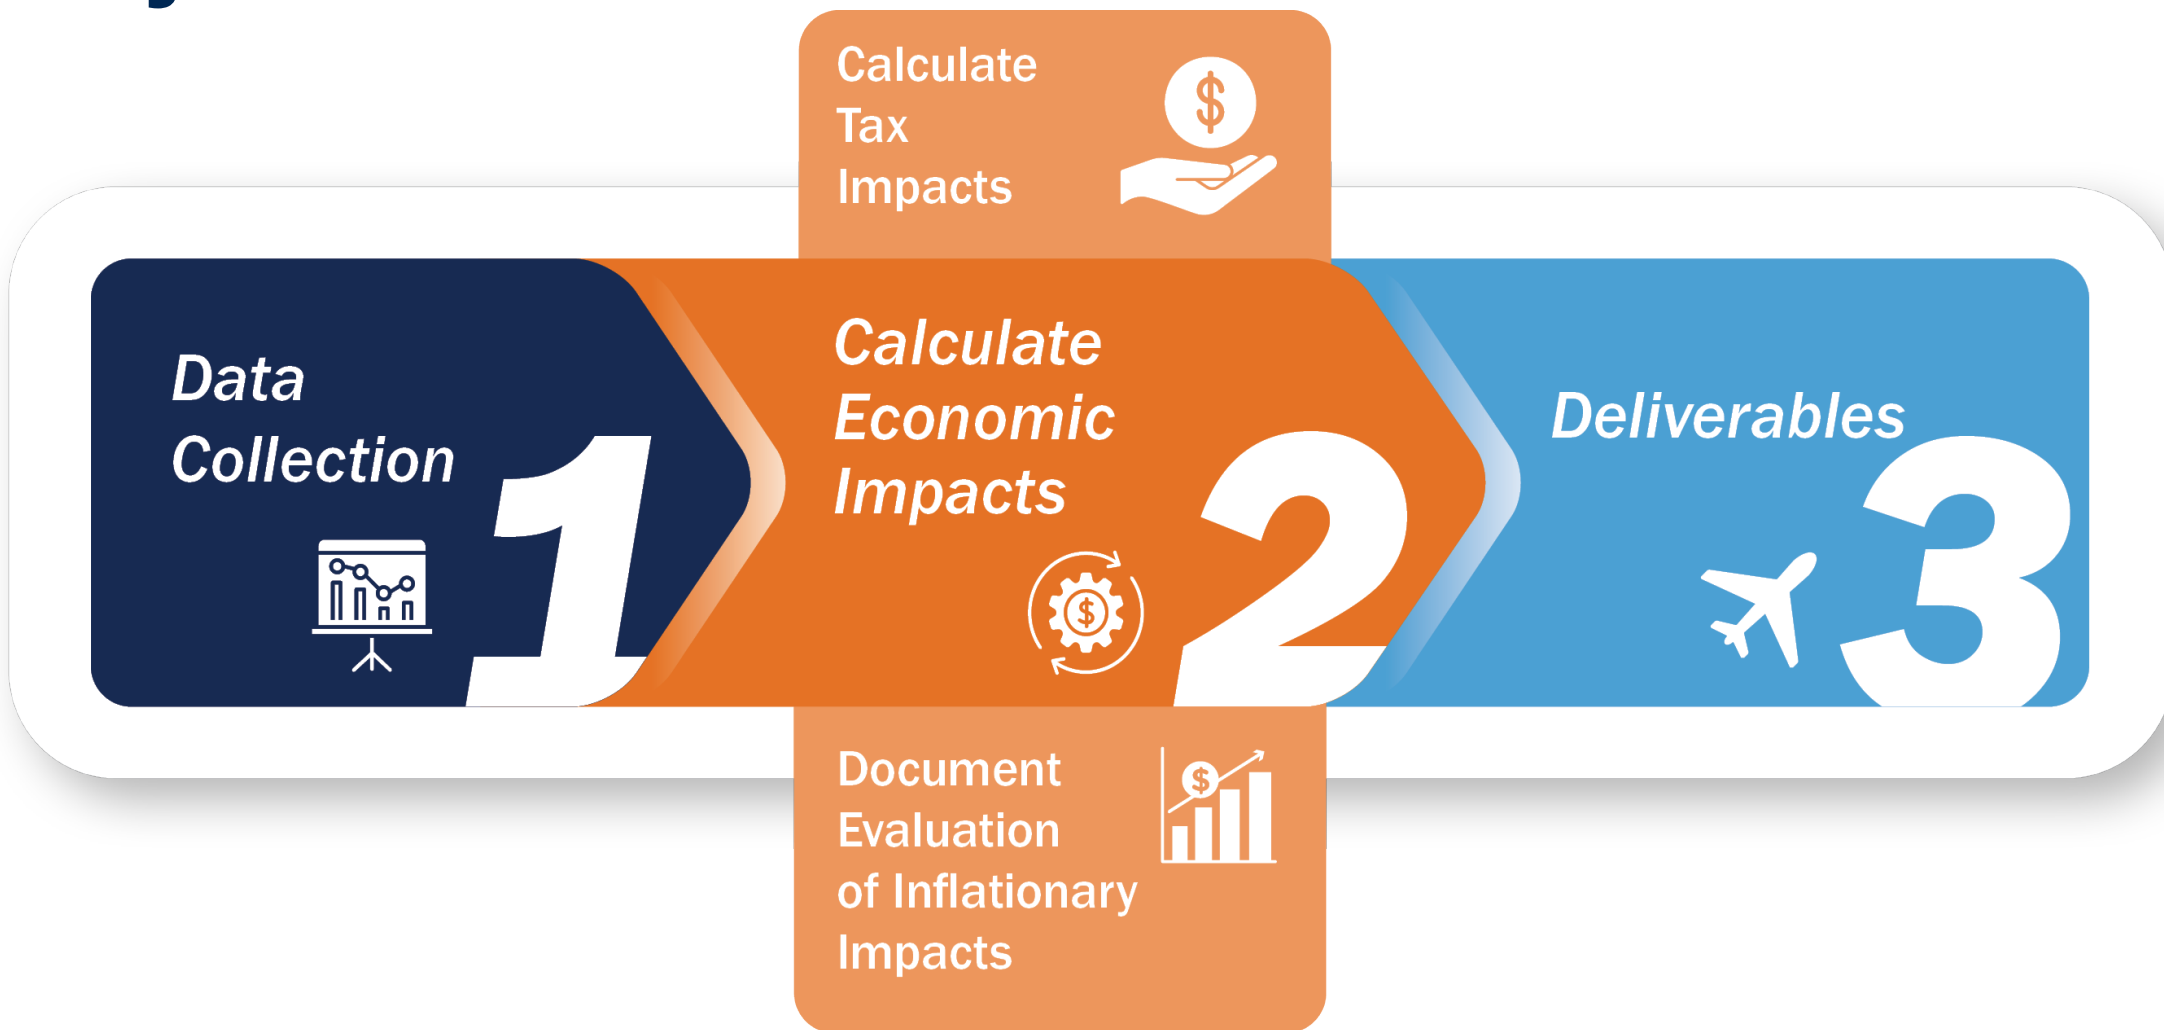 Calculate
Tax
Impacts
Data
Collection
1
Calculate
Economic
Impacts
2
Deliverables
3
Document
Evaluation
of Inflationary
Impacts